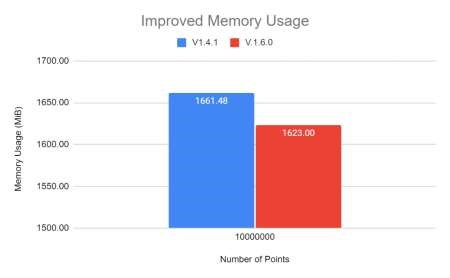 Improved Memory Usage
V1.4.1 V.1.6.0
1700.00
1650.00
1600.00
1550.00
1500.00
Memory Usage (MiB)
1661.48
1623.00
10000000
Number of Points